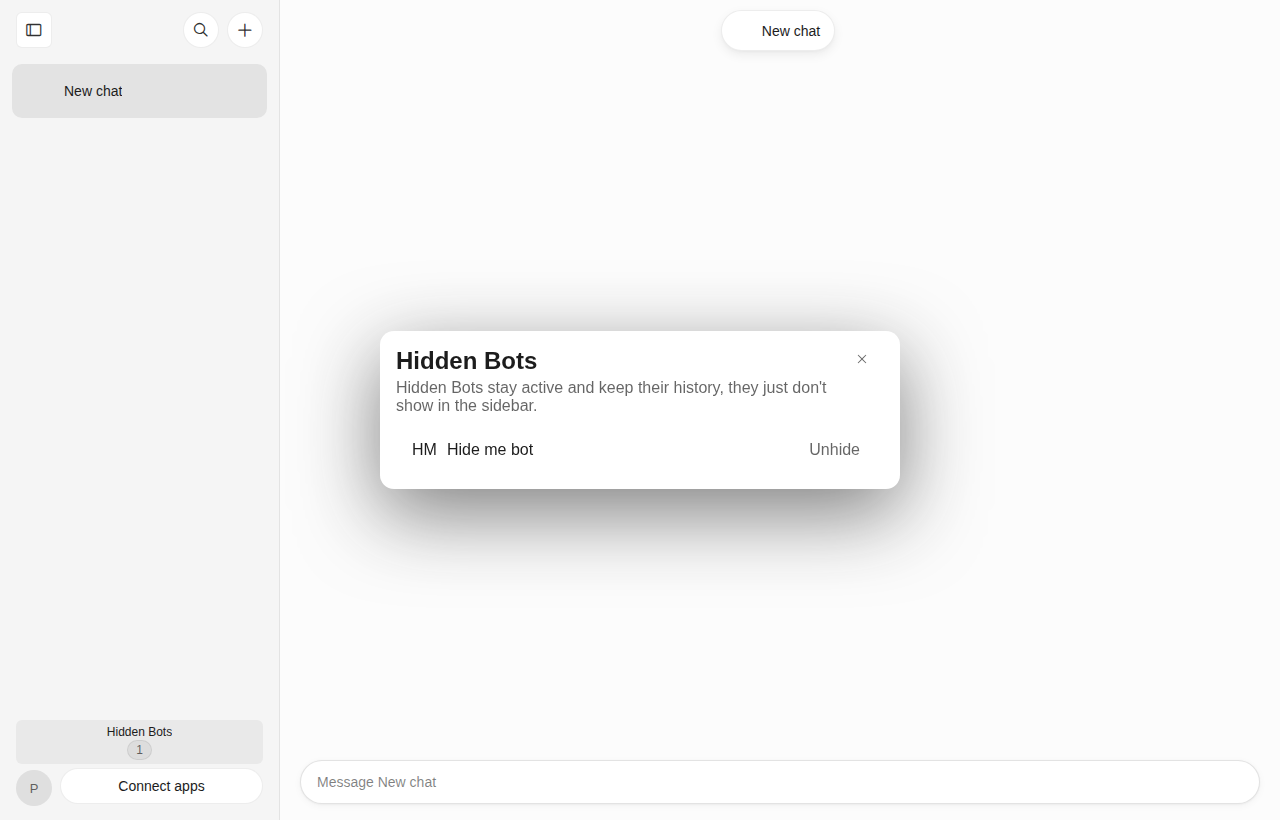 New chat
New chat
Hidden Bots
Hidden Bots stay active and keep their history, they just don't
show in the sidebar.
HM Hide me bot Unhide
Hidden Bots
1
P Connect apps
Message New chat